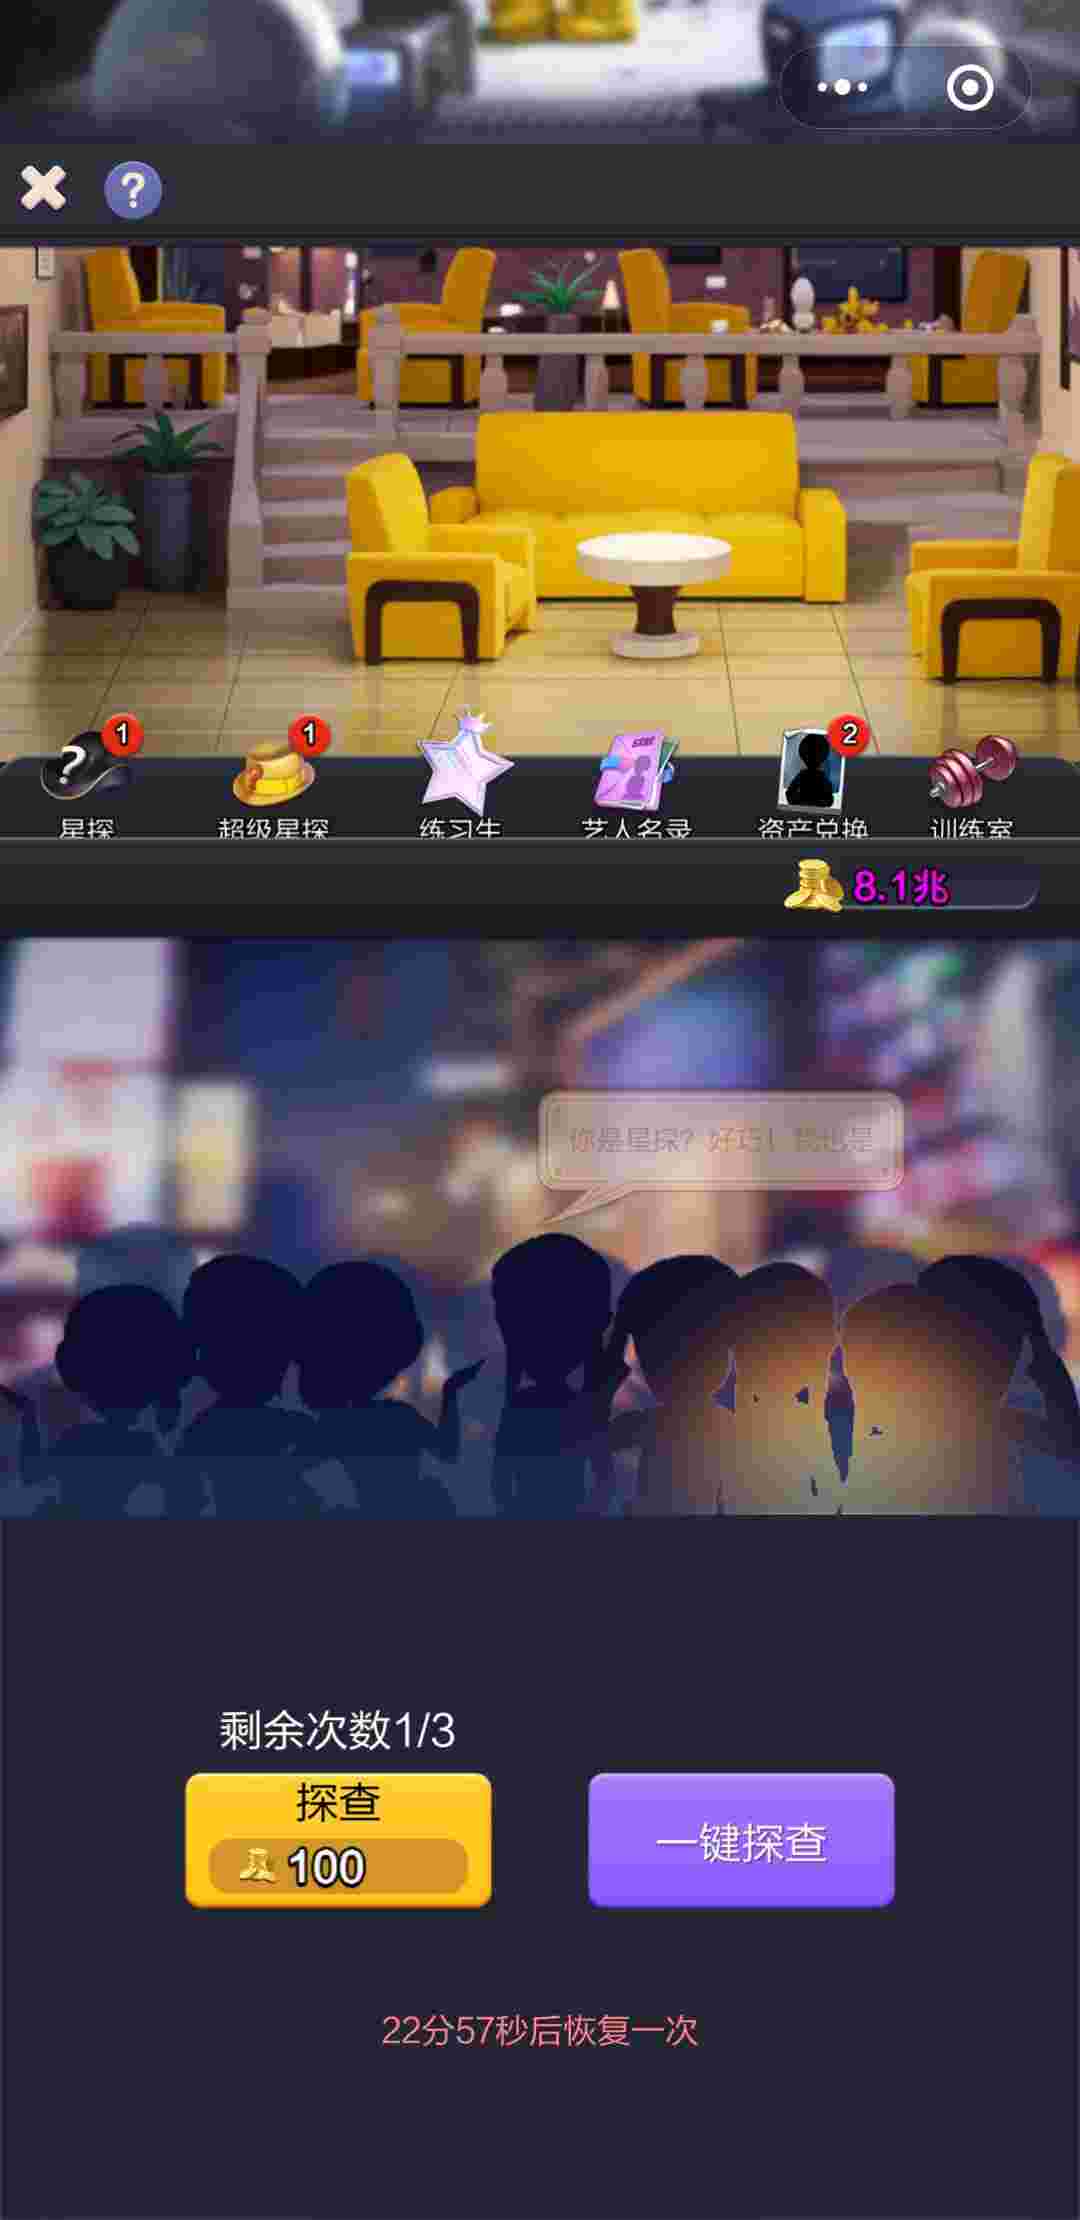 ?
1
1
2
?
星探
超级星探
练习生
艺人名录
资产兑换
训练室
8.1兆
你是星探？好巧！我也是
剩余次数1/3
探查
100
一键探查
22分57秒后恢复一次